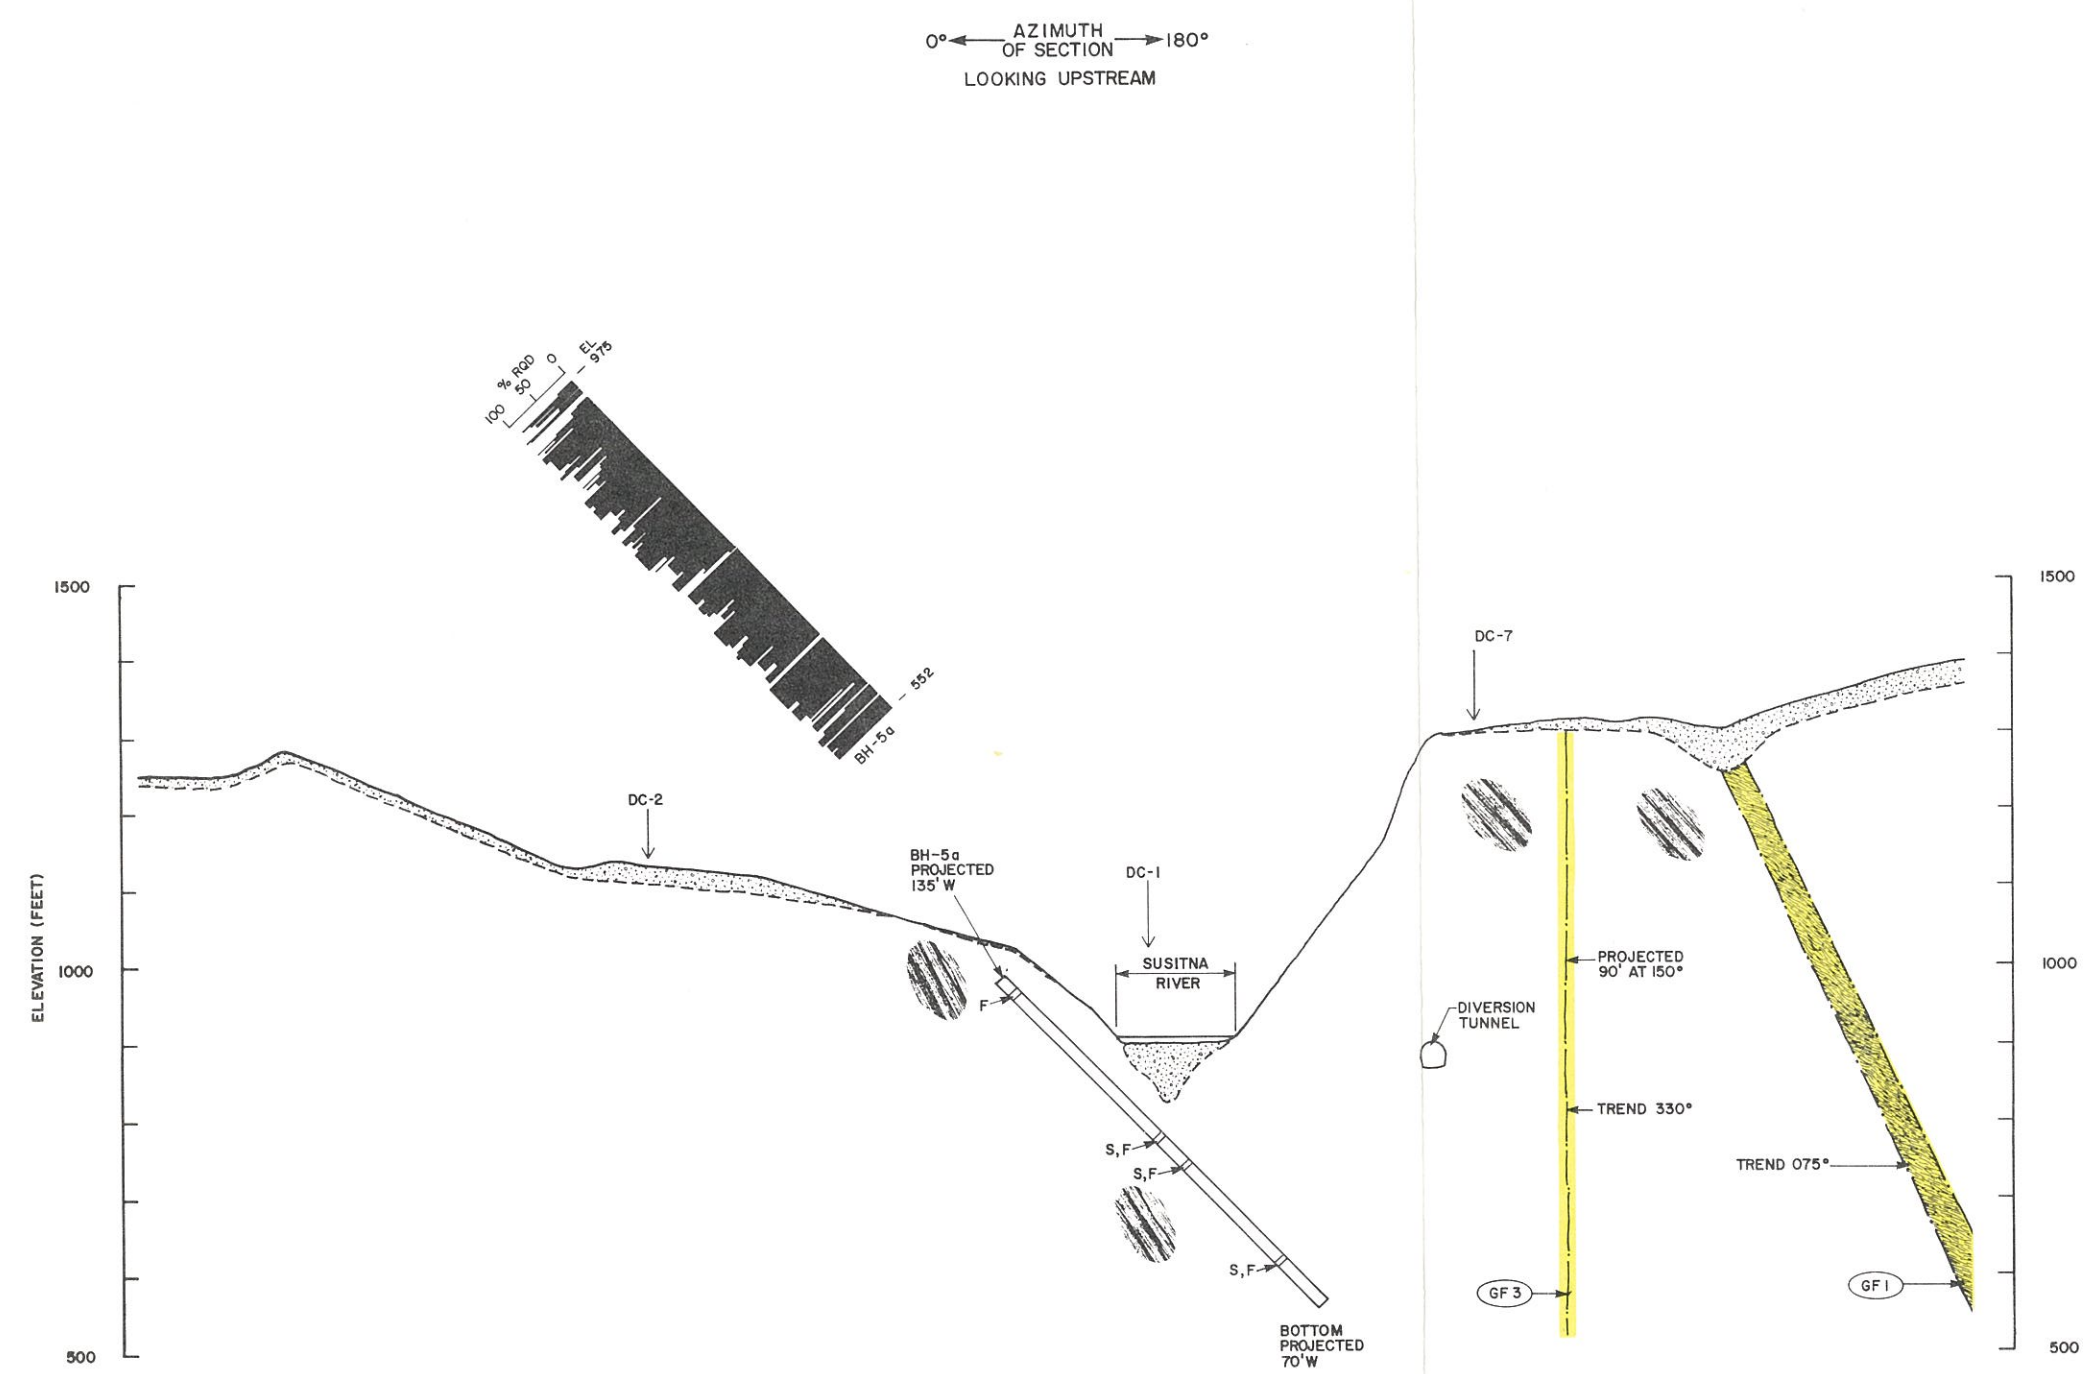 AZIMUTH
0° OF SECTION 180°
LOOKING UPSTREAM
% RQD
100 50 0
EL
975
552
BH-5a
1500
1000
500
ELEVATION (FEET)
DC-2
BH-5a
PROJECTED
135'W
F
DC-1
SUSITNA
RIVER
S,F
S,F
S,F
BOTTOM
PROJECTED
70'W
DC-7
DIVERSION
TUNNEL
PROJECTED
90' AT 150°
TREND 330°
GF 3
TREND 075°
GF 1
1500
1000
500